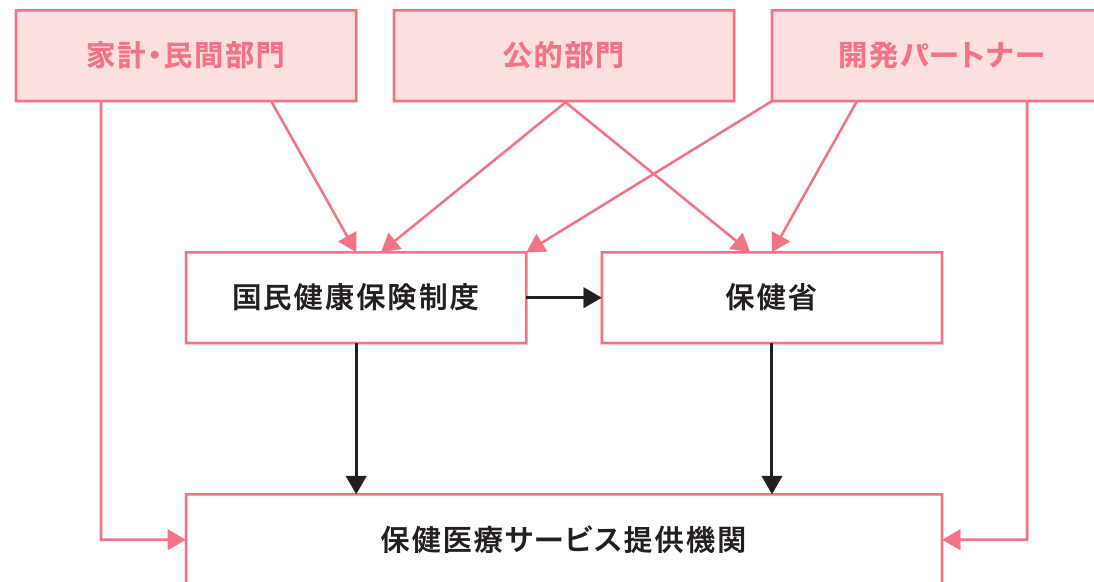 家計・民間部門
公的部門
開発パートナー
国民健康保険制度
保健省
保健医療サービス提供機関